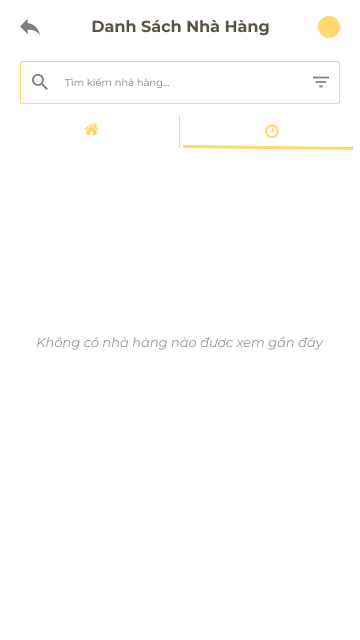 Danh Sách Nhà Hàng
Tìm kiếm nhà hàng...
Không có nhà hàng nào được xem gần đây